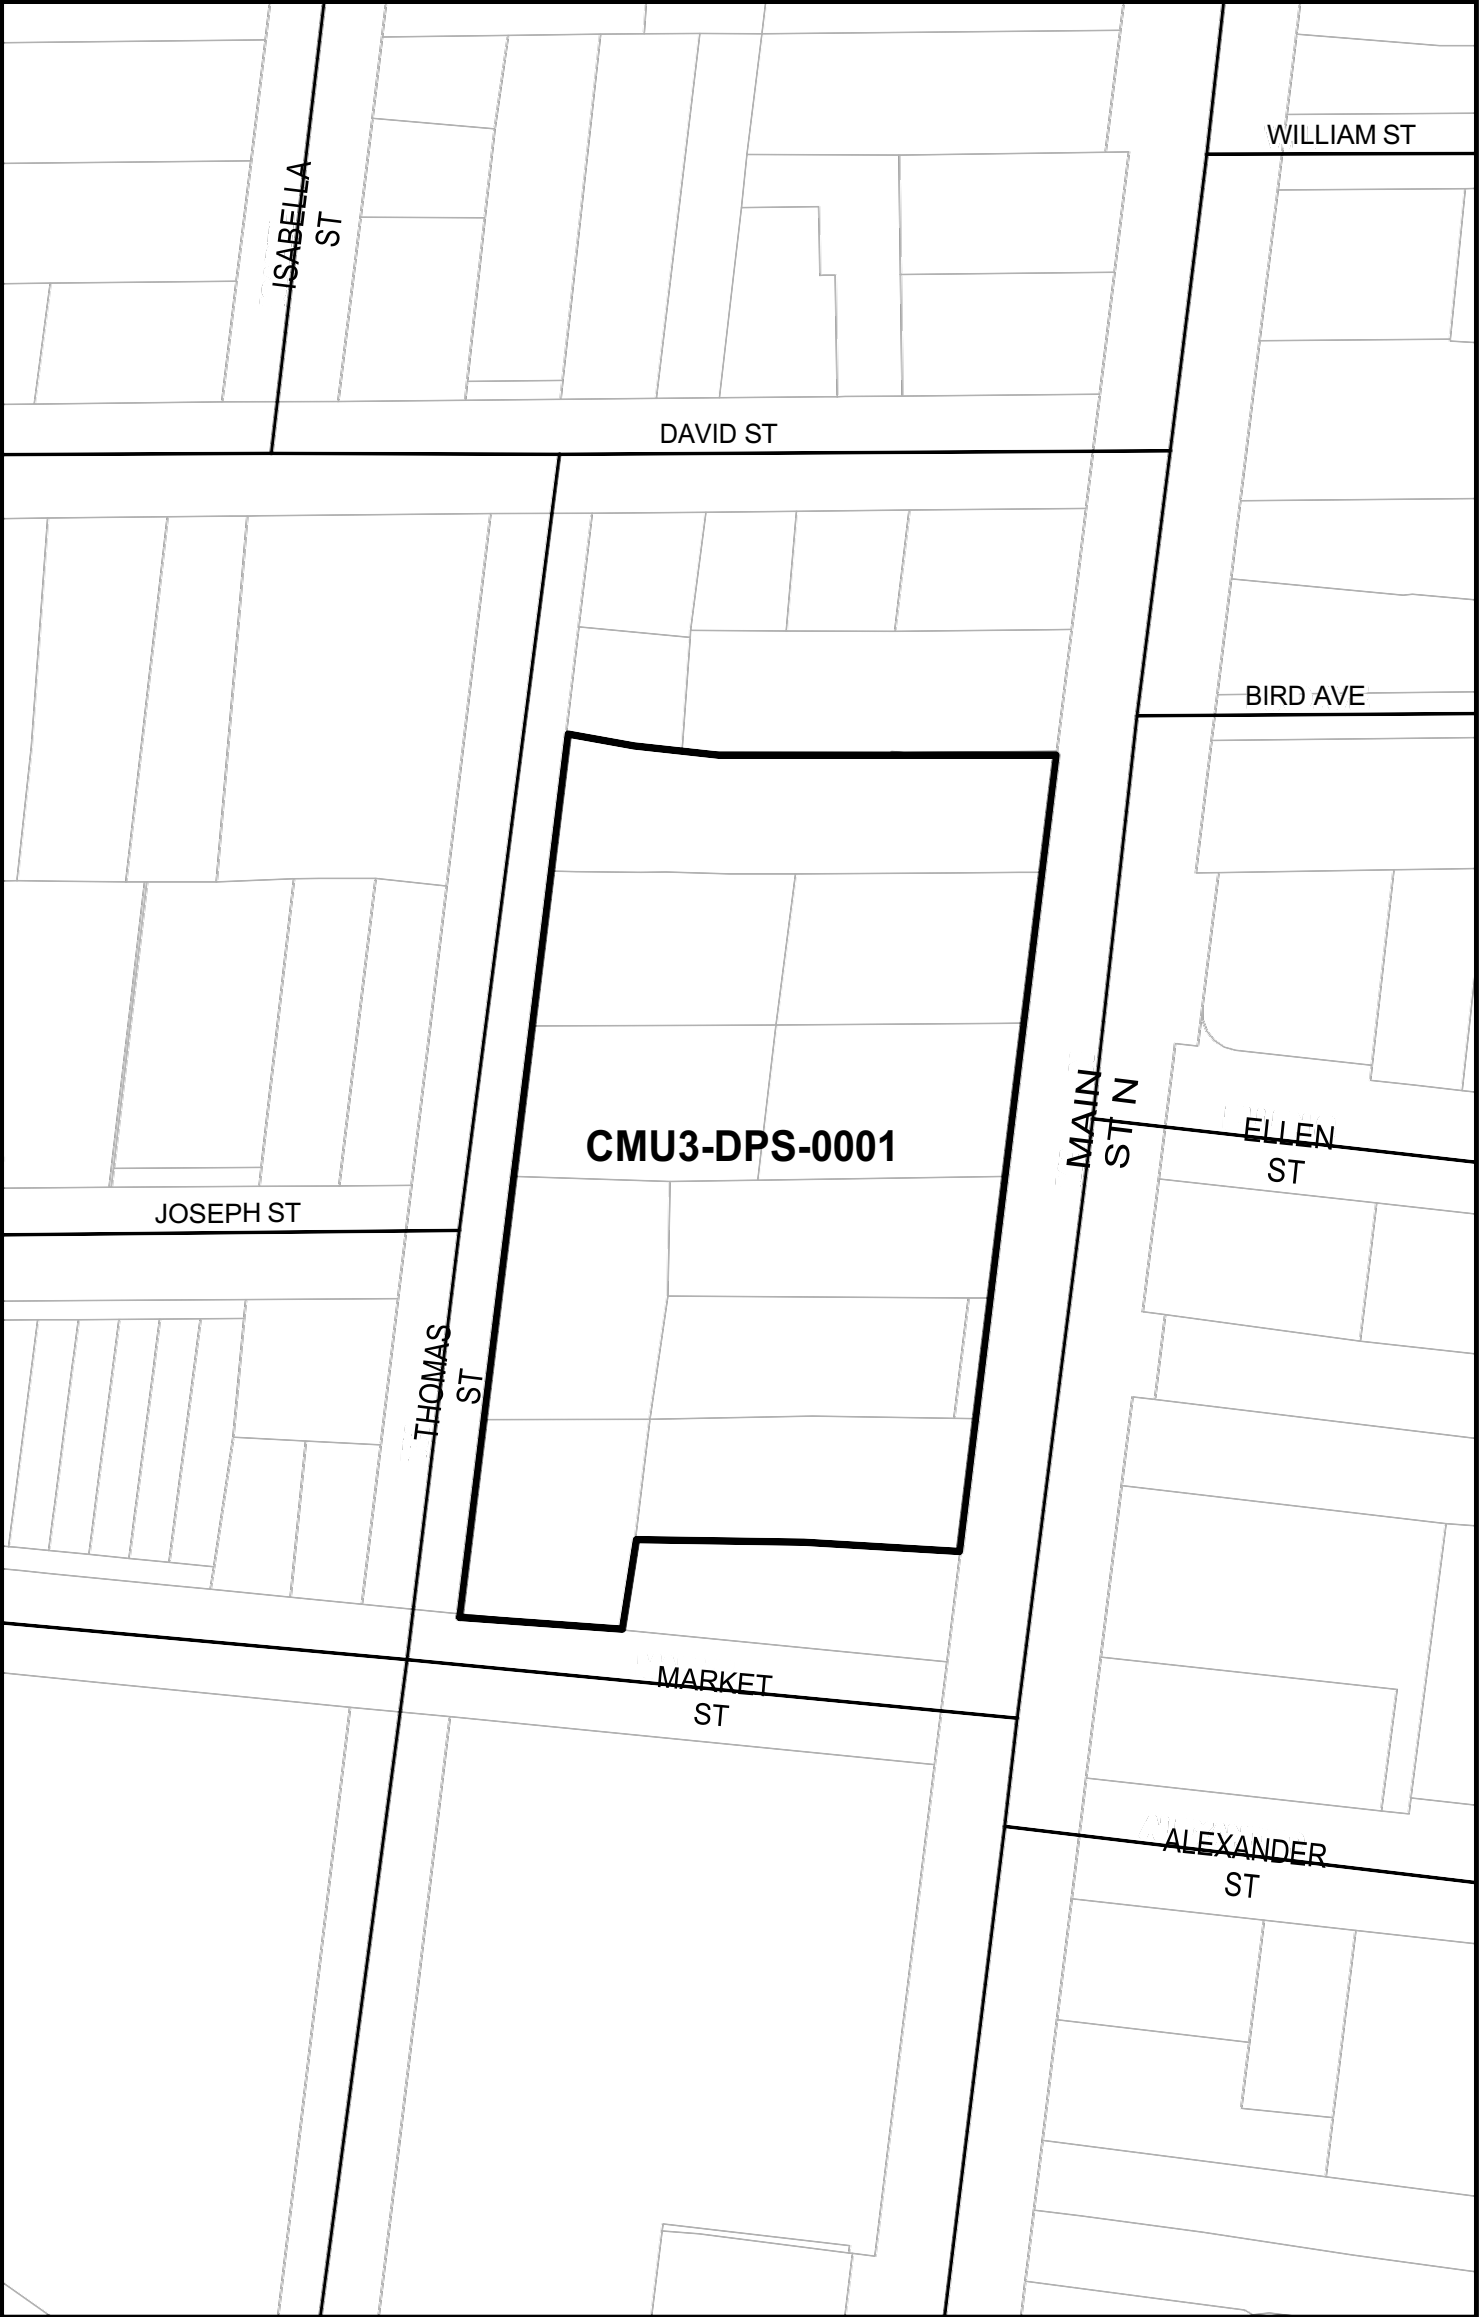 WILLIAM ST
ISABELLA
ST
DAVID ST
BIRD AVE
MAIN
ST N
ELLEN
ST
CMU3-DPS-0001
JOSEPH ST
THOMAS
ST
MARKET
ST
ALEXANDER
ST